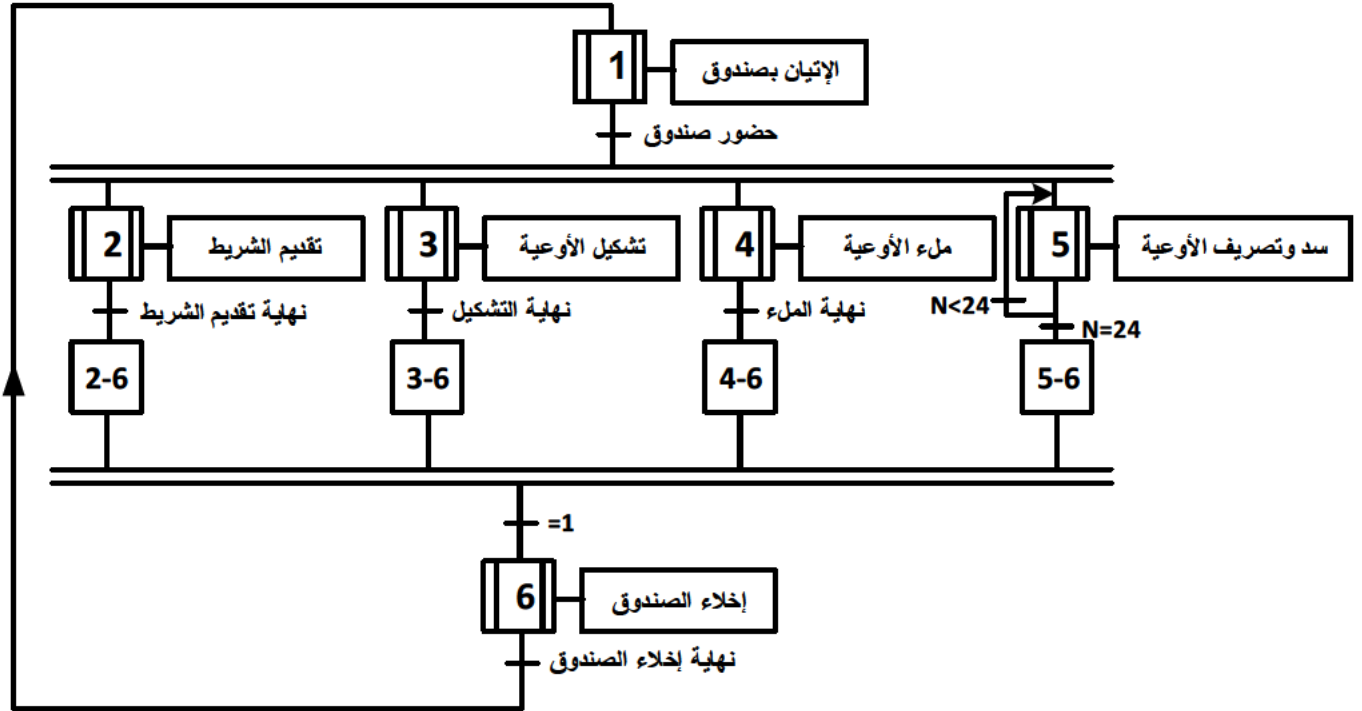 1
الإتيان بصندوق
حضور صندوق
2
تقديم الشريط
3
تشكيل الأوعية
4
ملء الأوعية
5
سد وتصريف الأوعية
نهاية تقديم الشريط
نهاية التشكيل
نهاية الملء
N<24
N=24
2-6
3-6
4-6
5-6
=1
6
إخلاء الصندوق
نهاية إخلاء الصندوق